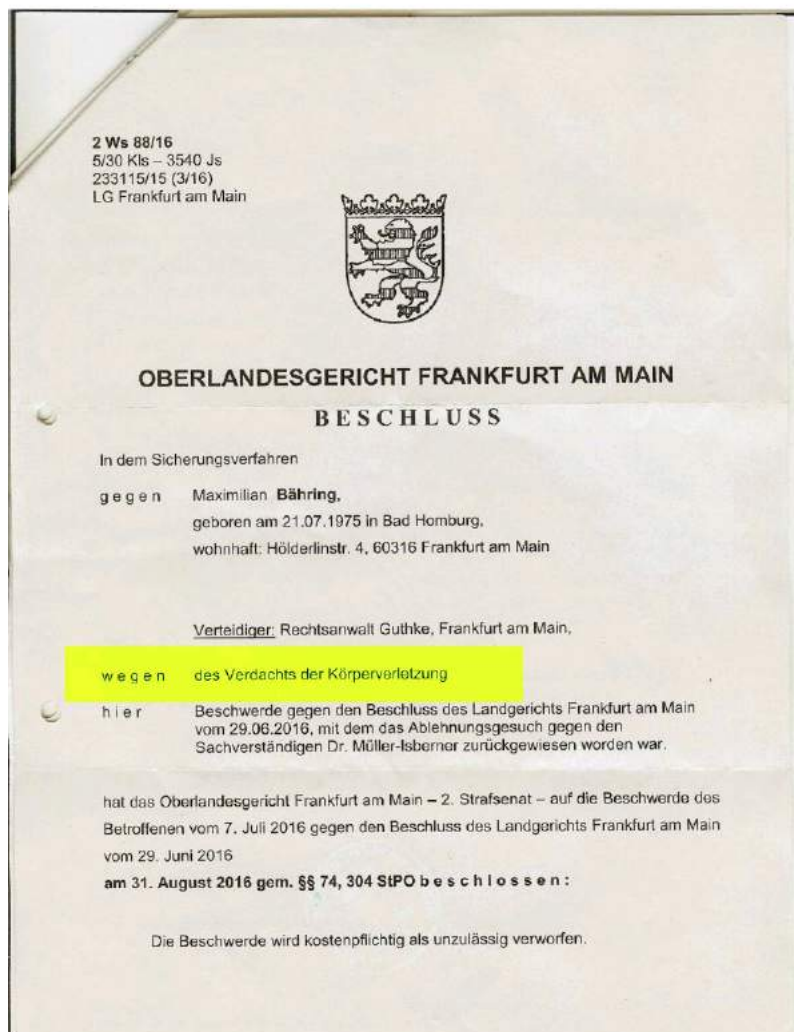 2 Ws 88/16
5/30 Kls – 3540 Js
233115/15 (3/16)
LG Frankfurt am Main
OBERLANDESGERICHT FRANKFURT AM MAIN
BESCHLUSS
In dem Sicherungsverfahren
gegen Maximilian Bähring,
geboren am 21.07.1975 in Bad Homburg,
wohnhaft: Hölderlinstr. 4, 60316 Frankfurt am Main
Verteidiger: Rechtsanwalt Guthke, Frankfurt am Main,
wegen des Verdachts der Körperverletzung
hier Beschwerde gegen den Beschluss des Landgerichts Frankfurt am Main
vom 29.06.2016, mit dem das Ablehnungsgesuch gegen den
Sachverständigen Dr. Müller-Isberner zurückgewiesen worden war.
hat das Oberlandesgericht Frankfurt am Main – 2. Strafsenat – auf die Beschwerde des
Betroffenen vom 7. Juli 2016 gegen den Beschluss des Landgerichts Frankfurt am Main
vom 29. Juni 2016
am 31. August 2016 gem. §§ 74, 304 StPO beschlossen:
Die Beschwerde wird kostenpflichtig als unzulässig verworfen.